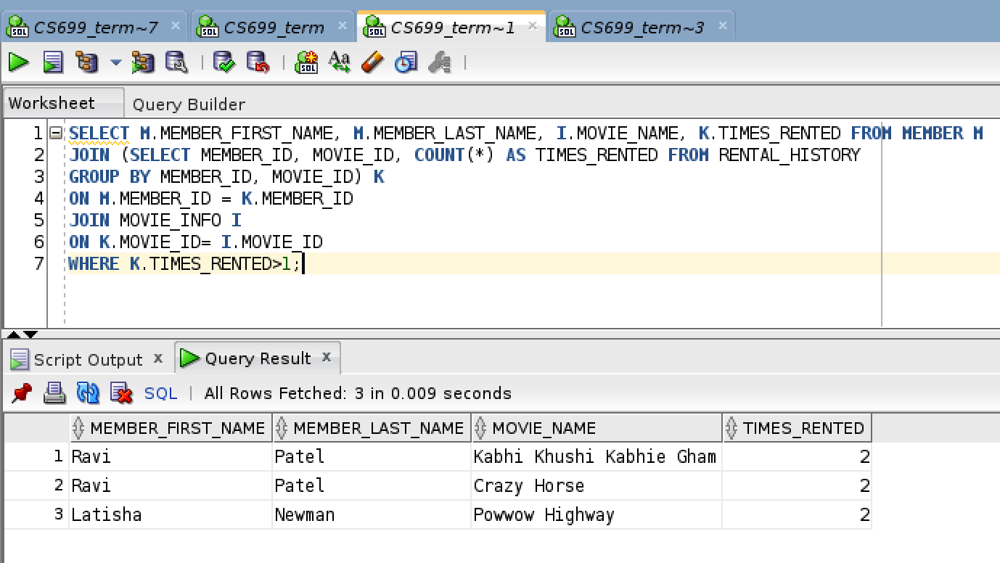 CS699_term~7 CS699_term CS699_term~1 CS699_term~3
Worksheet Query Builder
1 SELECT M.MEMBER_FIRST_NAME, M.MEMBER_LAST_NAME, I.MOVIE_NAME, K.TIMES_RENTED FROM MEMBER M
2 JOIN (SELECT MEMBER_ID, MOVIE_ID, COUNT(*) AS TIMES_RENTED FROM RENTAL_HISTORY
3 GROUP BY MEMBER_ID, MOVIE_ID) K
4 ON M.MEMBER_ID = K.MEMBER_ID
5 JOIN MOVIE_INFO I
6 ON K.MOVIE_ID= I.MOVIE_ID
7 WHERE K.TIMES_RENTED>1;
Script Output x Query Result x
SQL | All Rows Fetched: 3 in 0.009 seconds
MEMBER_FIRST_NAME MEMBER_LAST_NAME MOVIE_NAME TIMES_RENTED
1 Ravi Patel Kabhi Khushi Kabhie Gham 2
2 Ravi Patel Crazy Horse 2
3 Latisha Newman Powwow Highway 2